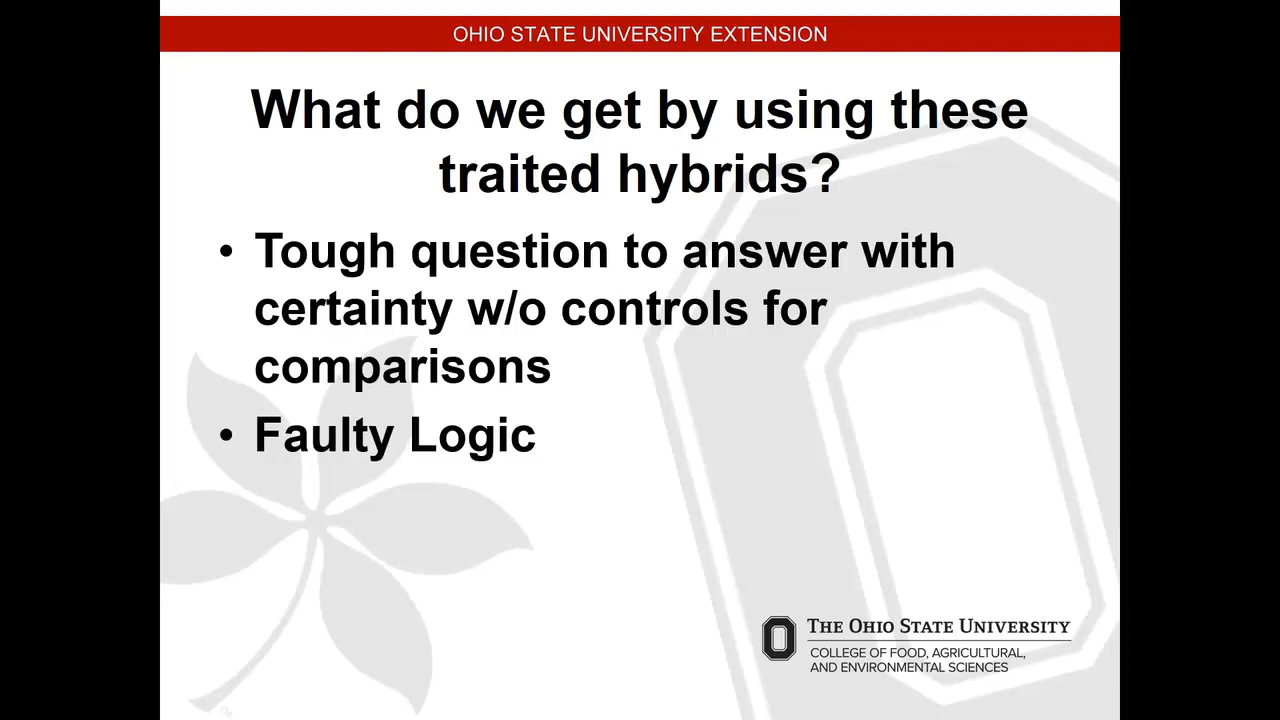 OHIO STATE UNIVERSITY EXTENSION
What do we get by using these
traited hybrids?
• Tough question to answer with
certainty w/o controls for
comparisons
• Faulty Logic
THE OHIO STATE UNIVERSITY
COLLEGE OF FOOD, AGRICULTURAL,
AND ENVIRONMENTAL SCIENCES